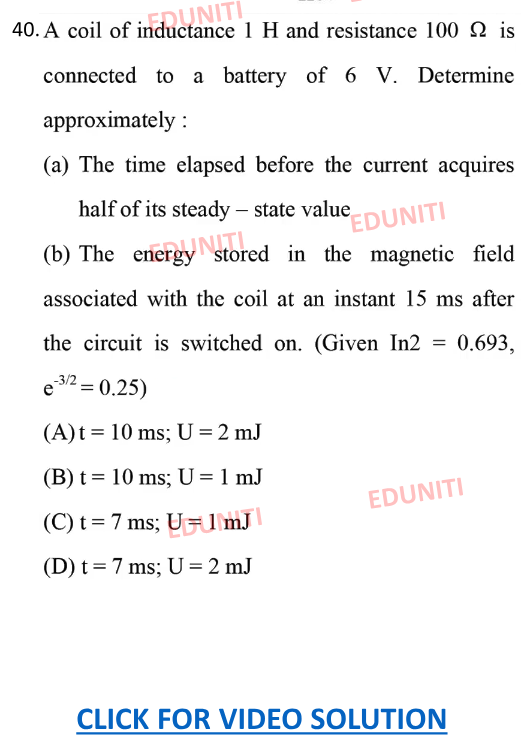 EDUNITI
40. A coil of inductance 1 H and resistance 100 Ω is
connected to a battery of 6 V. Determine
approximately :
(a) The time elapsed before the current acquires
half of its steady – state value
EDUNITI
EDUNITI
(b) The energy stored in the magnetic field
associated with the coil at an instant 15 ms after
the circuit is switched on. (Given In2 = 0.693,
e-3/2 = 0.25)
(A) t = 10 ms; U = 2 mJ
(B) t = 10 ms; U = 1 mJ
EDUNITI
(C) t = 7 ms; U = 1 mJ
EDUNITI
(D) t = 7 ms; U = 2 mJ
CLICK FOR VIDEO SOLUTION